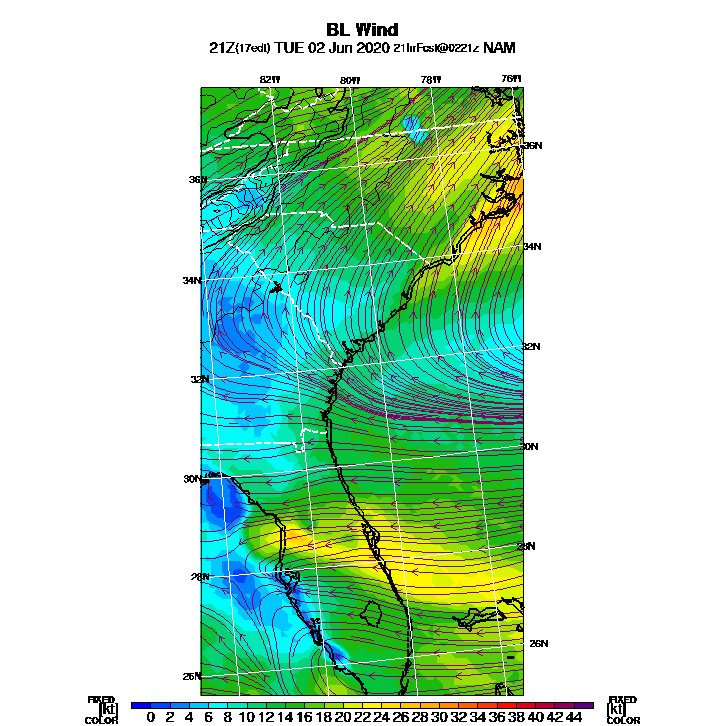 BL Wind
21Z(17edt) TUE 02 Jun 2020 21hrFcst@0221z NAM
82W 80W 78W 76W
36N
36N
34N
34N
32N
32N
30N
30N
28N
28N
26N
26N
FIXED FIXED
[kt] 0 2 4 6 8 10 12 14 16 18 20 22 24 26 28 30 32 34 36 38 40 42 44 [kt]
COLOR COLOR